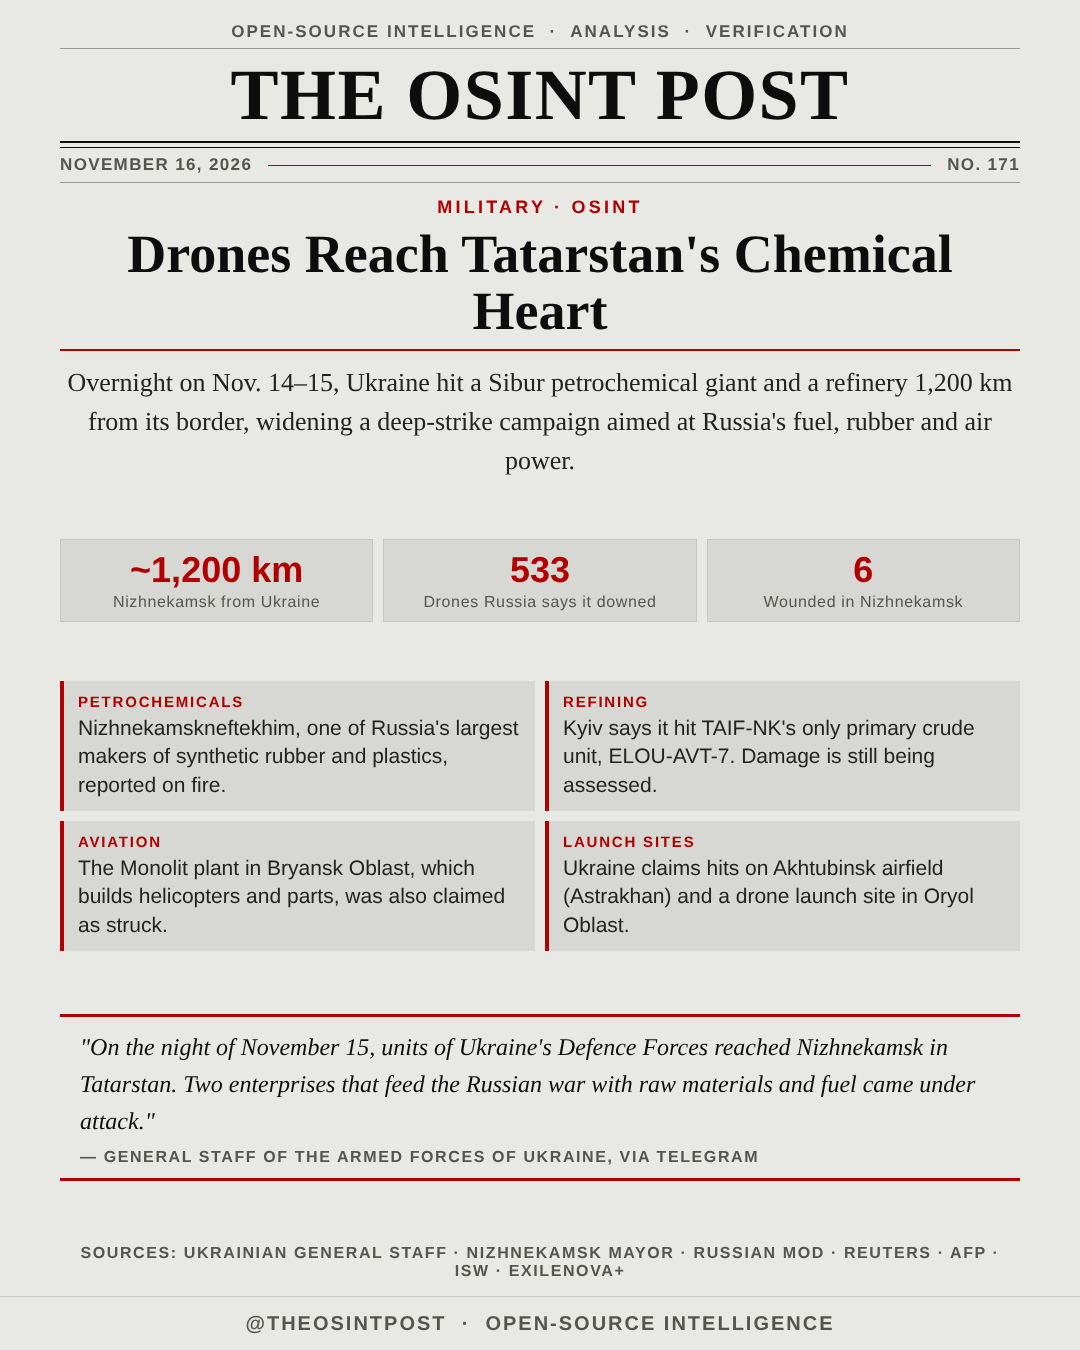 OPEN-SOURCE INTELLIGENCE · ANALYSIS · VERIFICATION
THE OSINT POST
NOVEMBER 16, 2026
NO. 171
MILITARY · OSINT
Drones Reach Tatarstan's Chemical
Heart
Overnight on Nov. 14–15, Ukraine hit a Sibur petrochemical giant and a refinery 1,200 km
from its border, widening a deep-strike campaign aimed at Russia's fuel, rubber and air
power.
~1,200 km
Nizhnekamsk from Ukraine
533
Drones Russia says it downed
6
Wounded in Nizhnekamsk
PETROCHEMICALS
Nizhnekamskneftekhim, one of Russia's largest
makers of synthetic rubber and plastics,
reported on fire.
REFINING
Kyiv says it hit TAIF-NK's only primary crude
unit, ELOU-AVT-7. Damage is still being
assessed.
AVIATION
The Monolit plant in Bryansk Oblast, which
builds helicopters and parts, was also claimed
as struck.
LAUNCH SITES
Ukraine claims hits on Akhtubinsk airfield
(Astrakhan) and a drone launch site in Oryol
Oblast.
"On the night of November 15, units of Ukraine's Defence Forces reached Nizhnekamsk in
Tatarstan. Two enterprises that feed the Russian war with raw materials and fuel came under
attack."
— GENERAL STAFF OF THE ARMED FORCES OF UKRAINE, VIA TELEGRAM
SOURCES: UKRAINIAN GENERAL STAFF · NIZHNEKAMSK MAYOR · RUSSIAN MOD · REUTERS · AFP ·
ISW · EXILENOVA+
@THEOSINTPOST · OPEN-SOURCE INTELLIGENCE